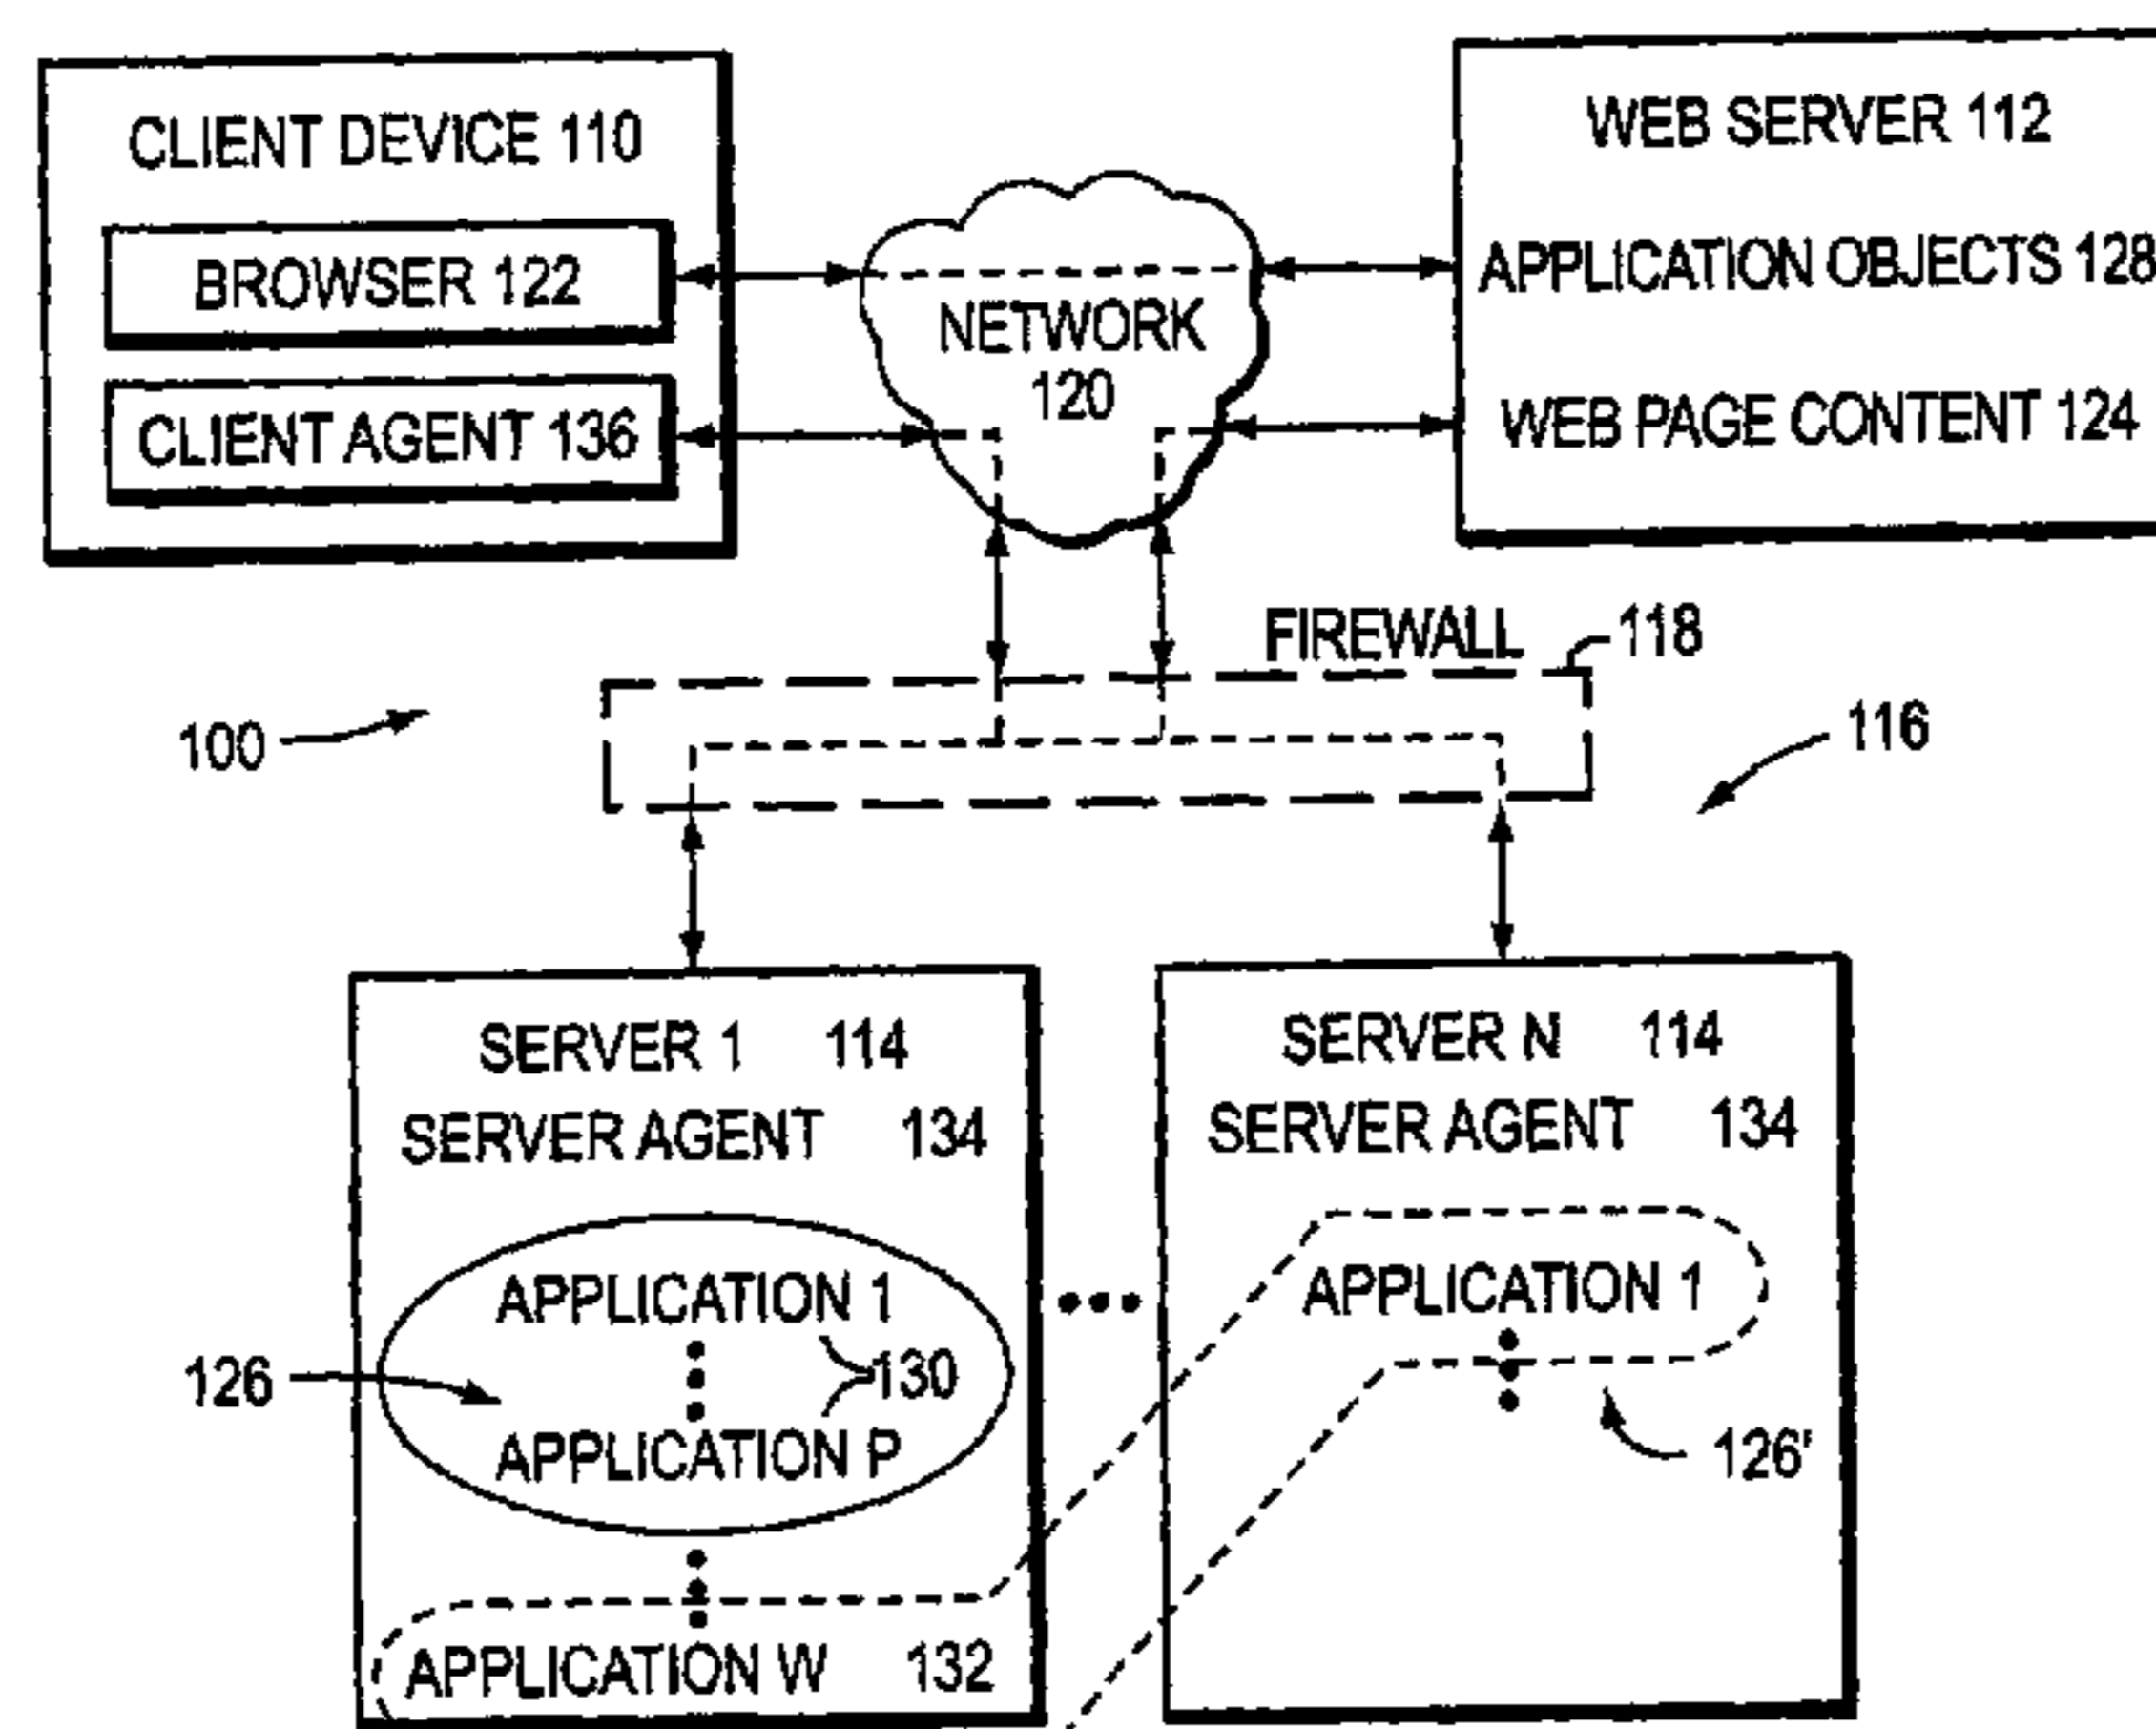 CLIENT DEVICE 110
BROWSER 122
CLIENT AGENT 136
NETWORK
120
WEB SERVER 112
APPLICATION OBJECTS 128
WEB PAGE CONTENT 124
FIREWALL 118
100
116
SERVER 1 114
SERVER AGENT 134
APPLICATION 1
130
126
APPLICATION P
APPLICATION W 132
SERVER N 114
SERVER AGENT 134
APPLICATION 1
126'